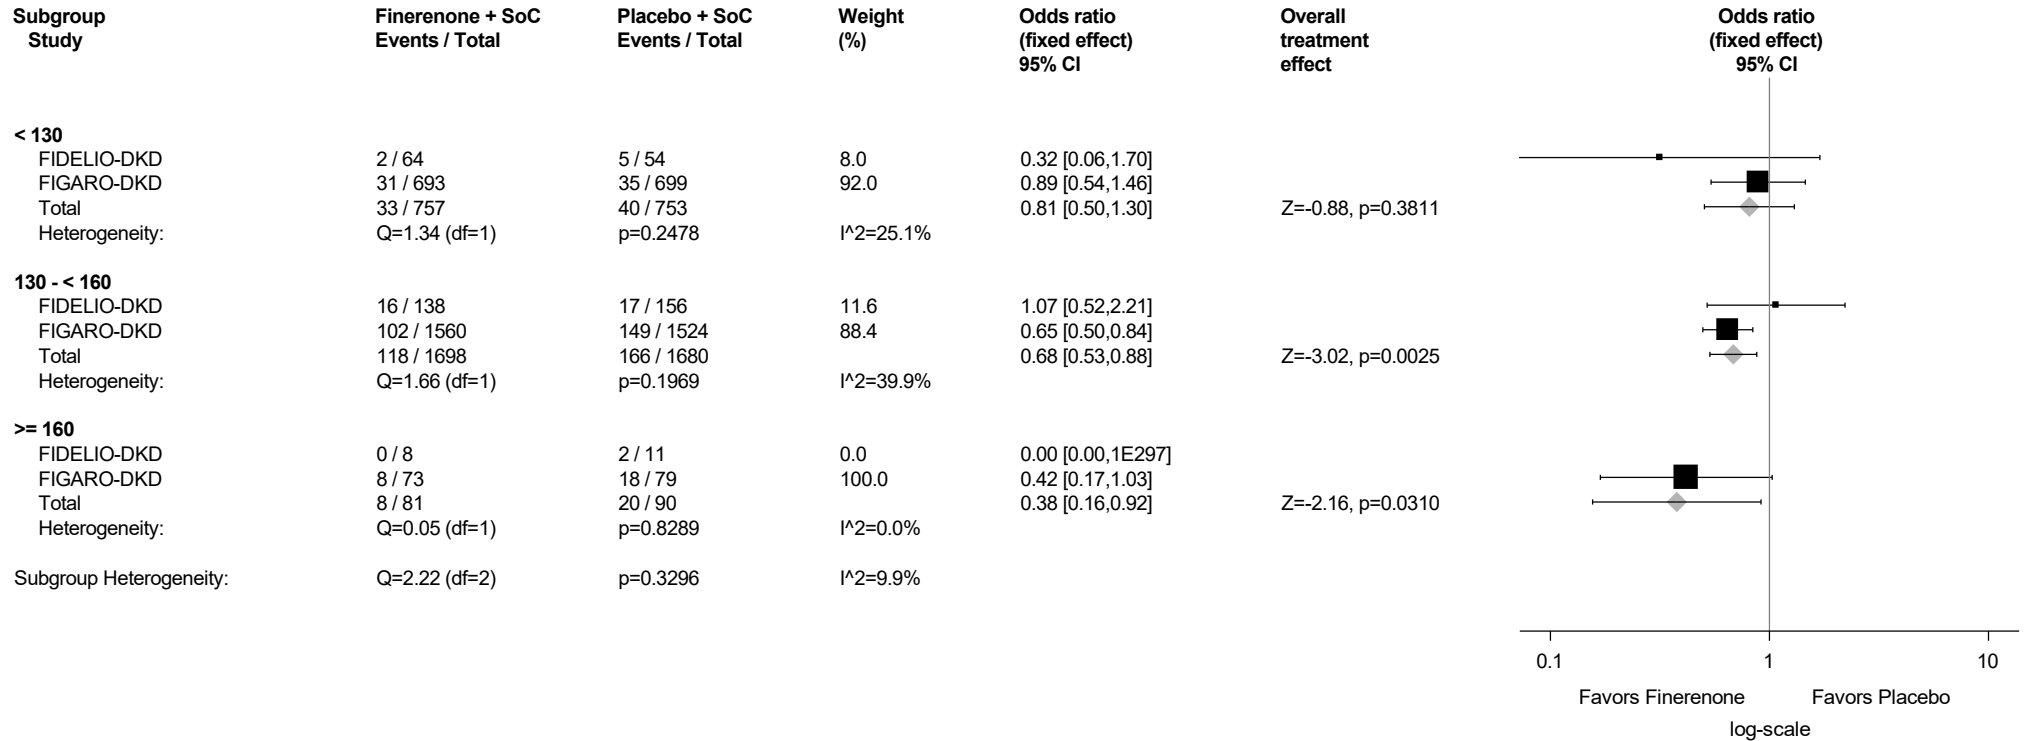 Subgroup Finerenone + SoC Placebo + SoC Weight Odds ratio Overall Odds ratio
Study Events / Total Events / Total (%) (fixed effect) treatment (fixed effect)
95% CI effect 95% CI
< 130
FIDELIO-DKD 2 / 64 5 / 54 8.0 0.32 [0.06,1.70]
FIGARO-DKD 31 / 693 35 / 699 92.0 0.89 [0.54,1.46]
Total 33 / 757 40 / 753 0.81 [0.50,1.30] Z=-0.88, p=0.3811
Heterogeneity: Q=1.34 (df=1) p=0.2478 I^2=25.1%
130 - < 160
FIDELIO-DKD 16 / 138 17 / 156 11.6 1.07 [0.52,2.21]
FIGARO-DKD 102 / 1560 149 / 1524 88.4 0.65 [0.50,0.84]
Total 118 / 1698 166 / 1680 0.68 [0.53,0.88] Z=-3.02, p=0.0025
Heterogeneity: Q=1.66 (df=1) p=0.1969 I^2=39.9%
>= 160
FIDELIO-DKD 0 / 8 2 / 11 0.0 0.00 [0.00,1E297]
FIGARO-DKD 8 / 73 18 / 79 100.0 0.42 [0.17,1.03]
Total 8 / 81 20 / 90 0.38 [0.16,0.92] Z=-2.16, p=0.0310
Heterogeneity: Q=0.05 (df=1) p=0.8289 I^2=0.0%
Subgroup Heterogeneity: Q=2.22 (df=2) p=0.3296 I^2=9.9%
0.1 1 10
Favors Finerenone Favors Placebo
log-scale